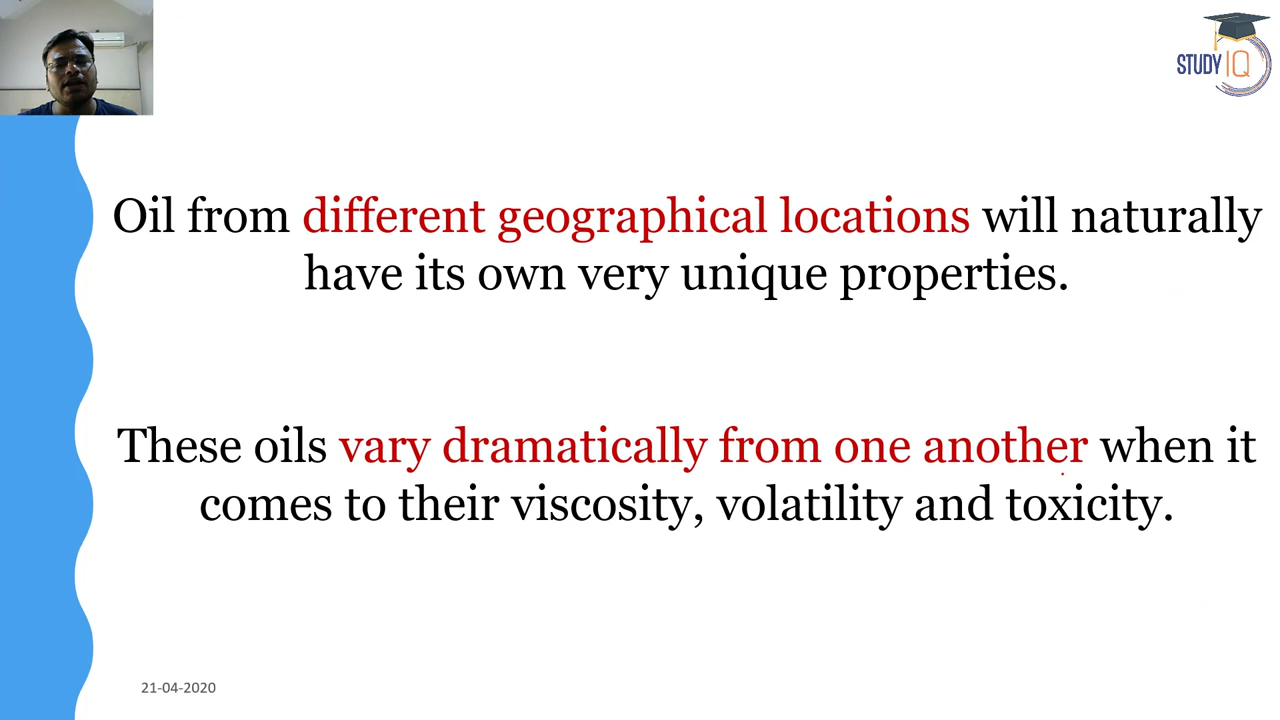 STUDY IQ
Oil from different geographical locations will naturally
have its own very unique properties.
These oils vary dramatically from one another when it
comes to their viscosity, volatility and toxicity.
21-04-2020